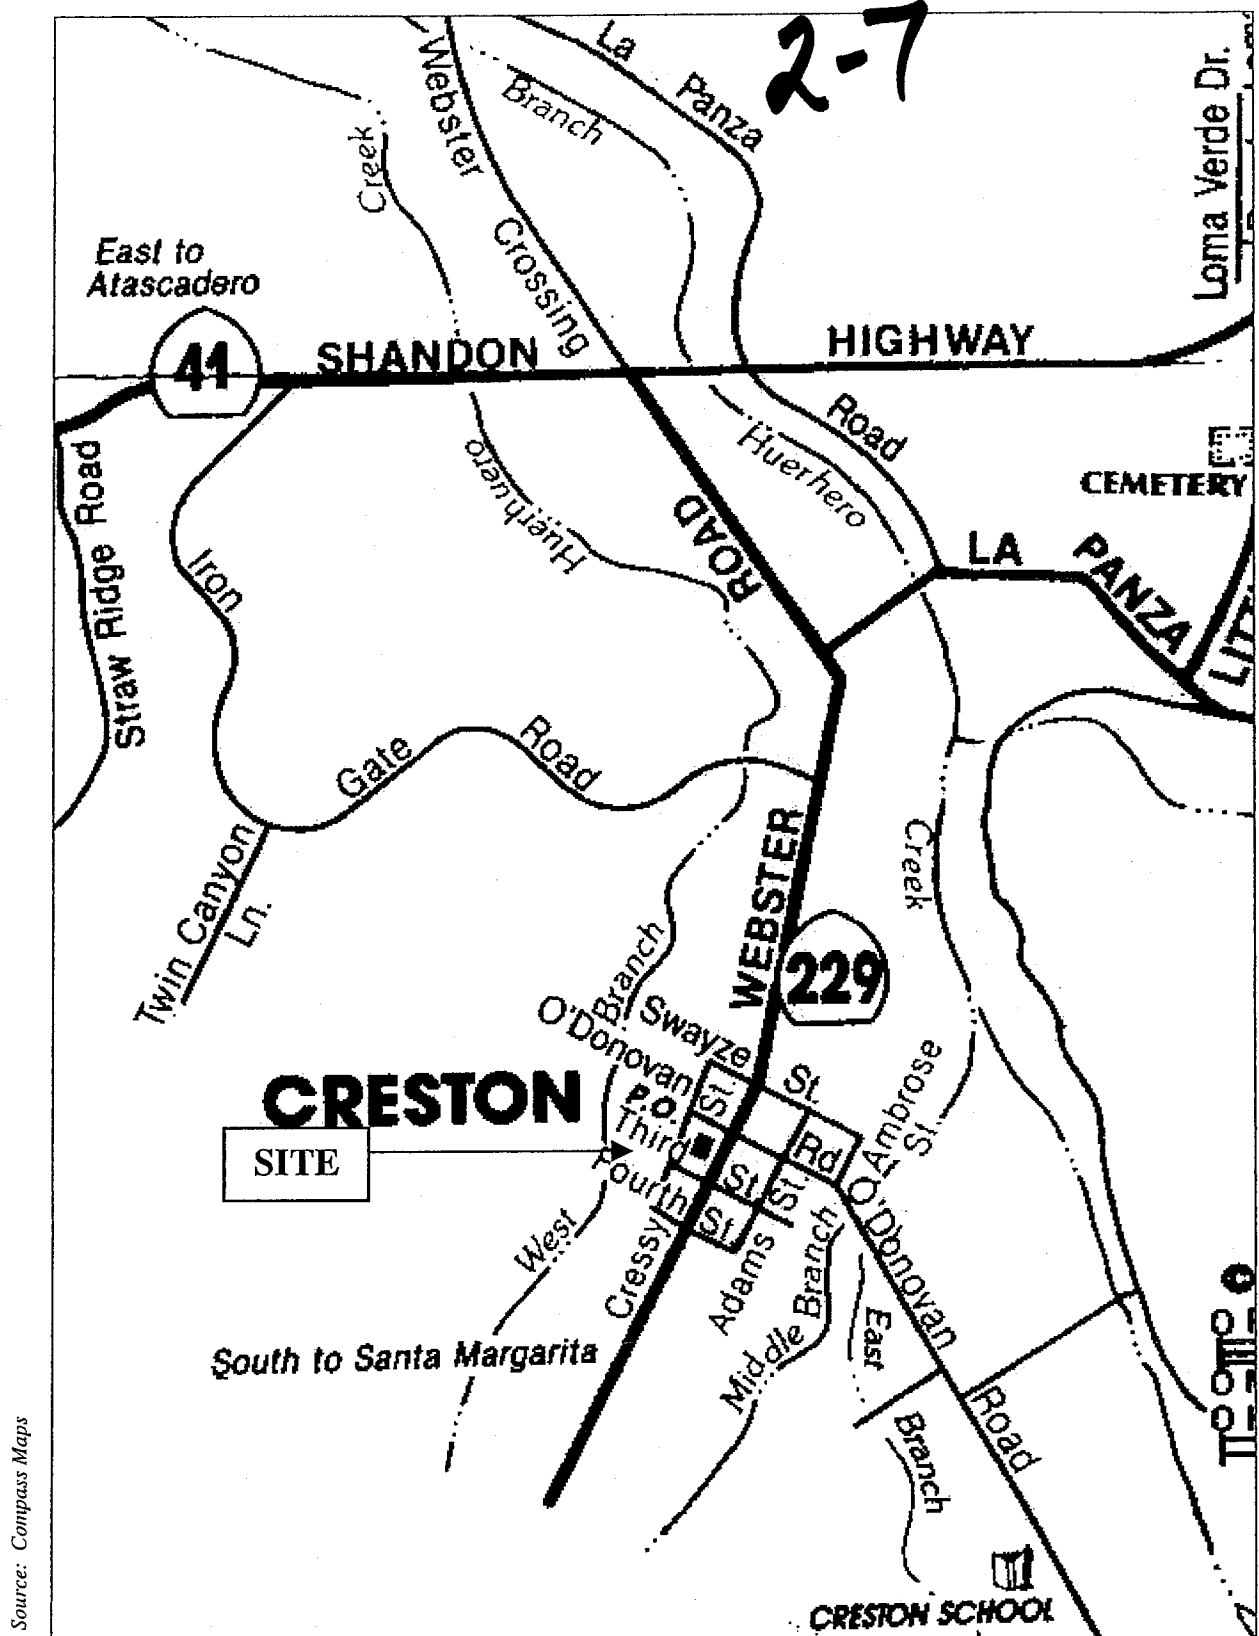 2-7
La
Panza
Webster
Branch
Creek
Loma Verde Dr.
Crossing
East to
Atascadero
41
SHANDON
HIGHWAY
Road
Huerhuero
Huerhero
CEMETERY
ROAD
LA
PANZA
Straw Ridge Road
Iron
Gate
Road
Twin Canyon
Ln.
WEBSTER
Creek
229
Branch
Swayze
St.
O'Donovan
St.
CRESTON
P.O.
Third
St.
Rd
Ambrose
St.
SITE
Fourth
St.
St.
West
Cressy
Adams
Middle Branch
O'Donovan
Road
East
Branch
South to Santa Margarita
CRESTON SCHOOL
Source: Compass Maps